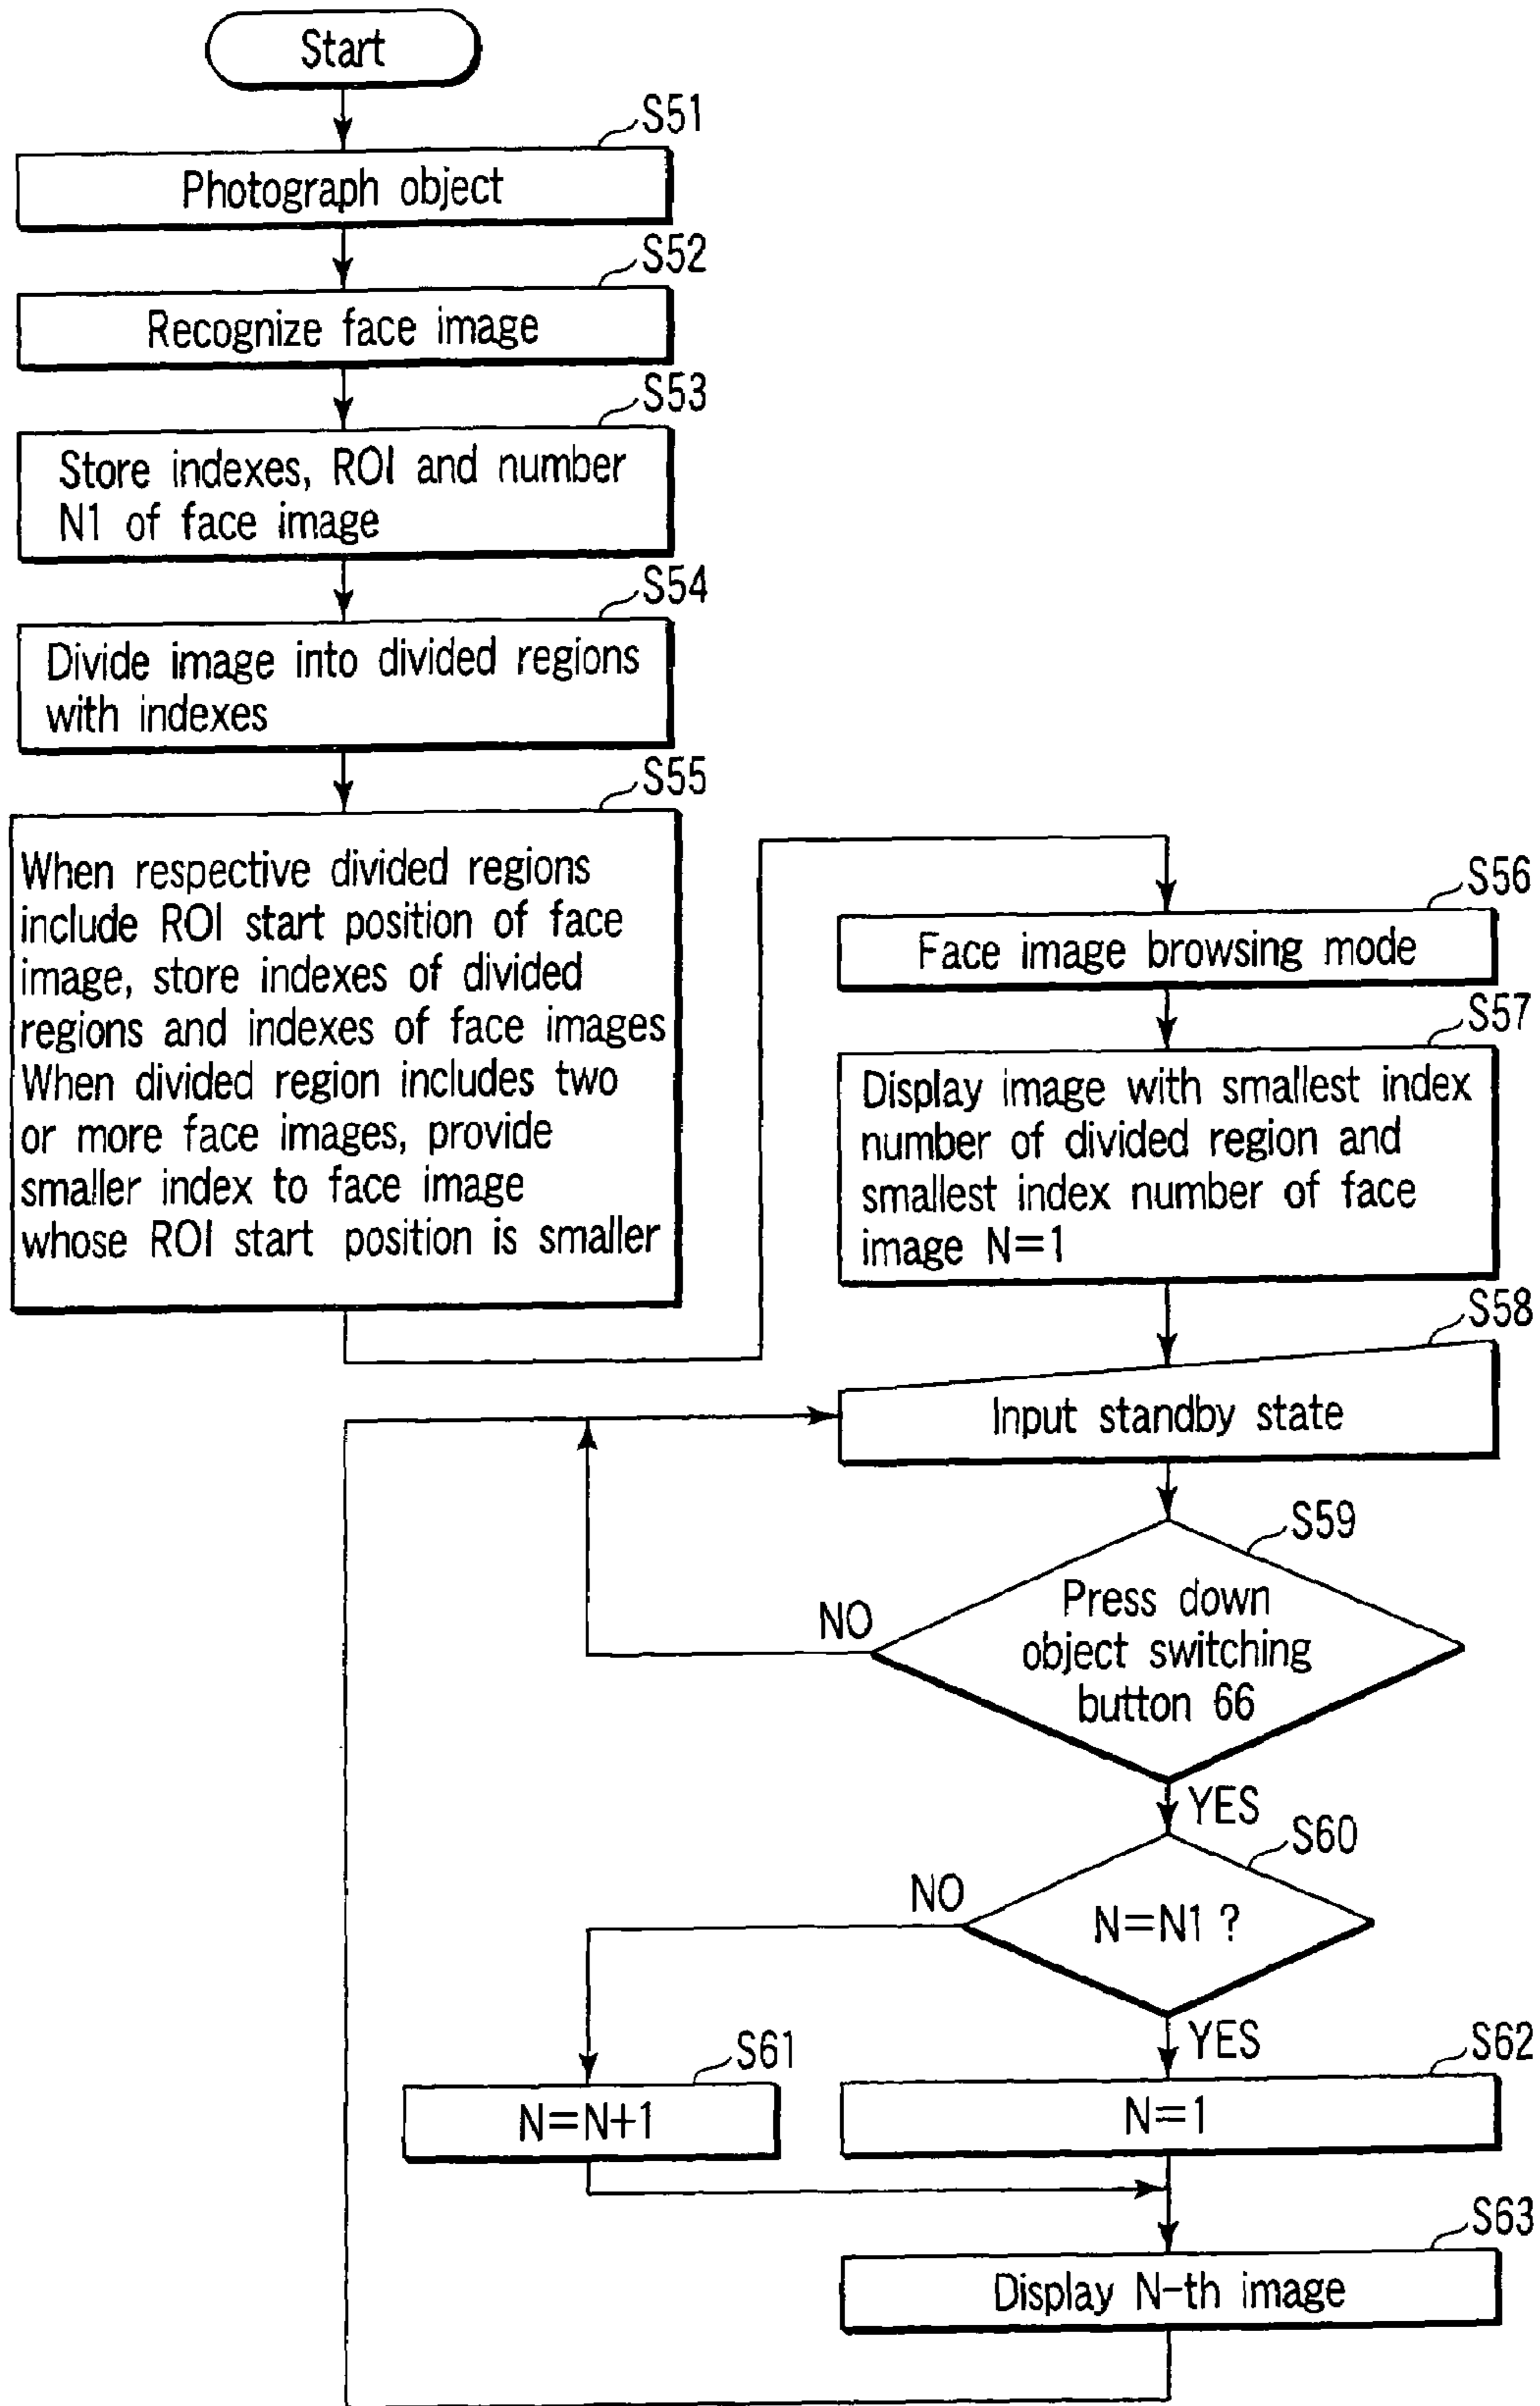 Start
S51
Photograph object
S52
Recognize face image
S53
Store indexes, ROI and number
N1 of face image
S54
Divide image into divided regions
with indexes
S55
When respective divided regions
include ROI start position of face
image, store indexes of divided
regions and indexes of face images
When divided region includes two
or more face images, provide
smaller index to face image
whose ROI start position is smaller
S56
Face image browsing mode
S57
Display image with smallest index
number of divided region and
smallest index number of face
image N=1
S58
Input standby state
S59
Press down
object switching
button 66
NO
YES
S60
N=N1 ?
NO
YES
S61
N=N+1
S62
N=1
S63
Display N-th image